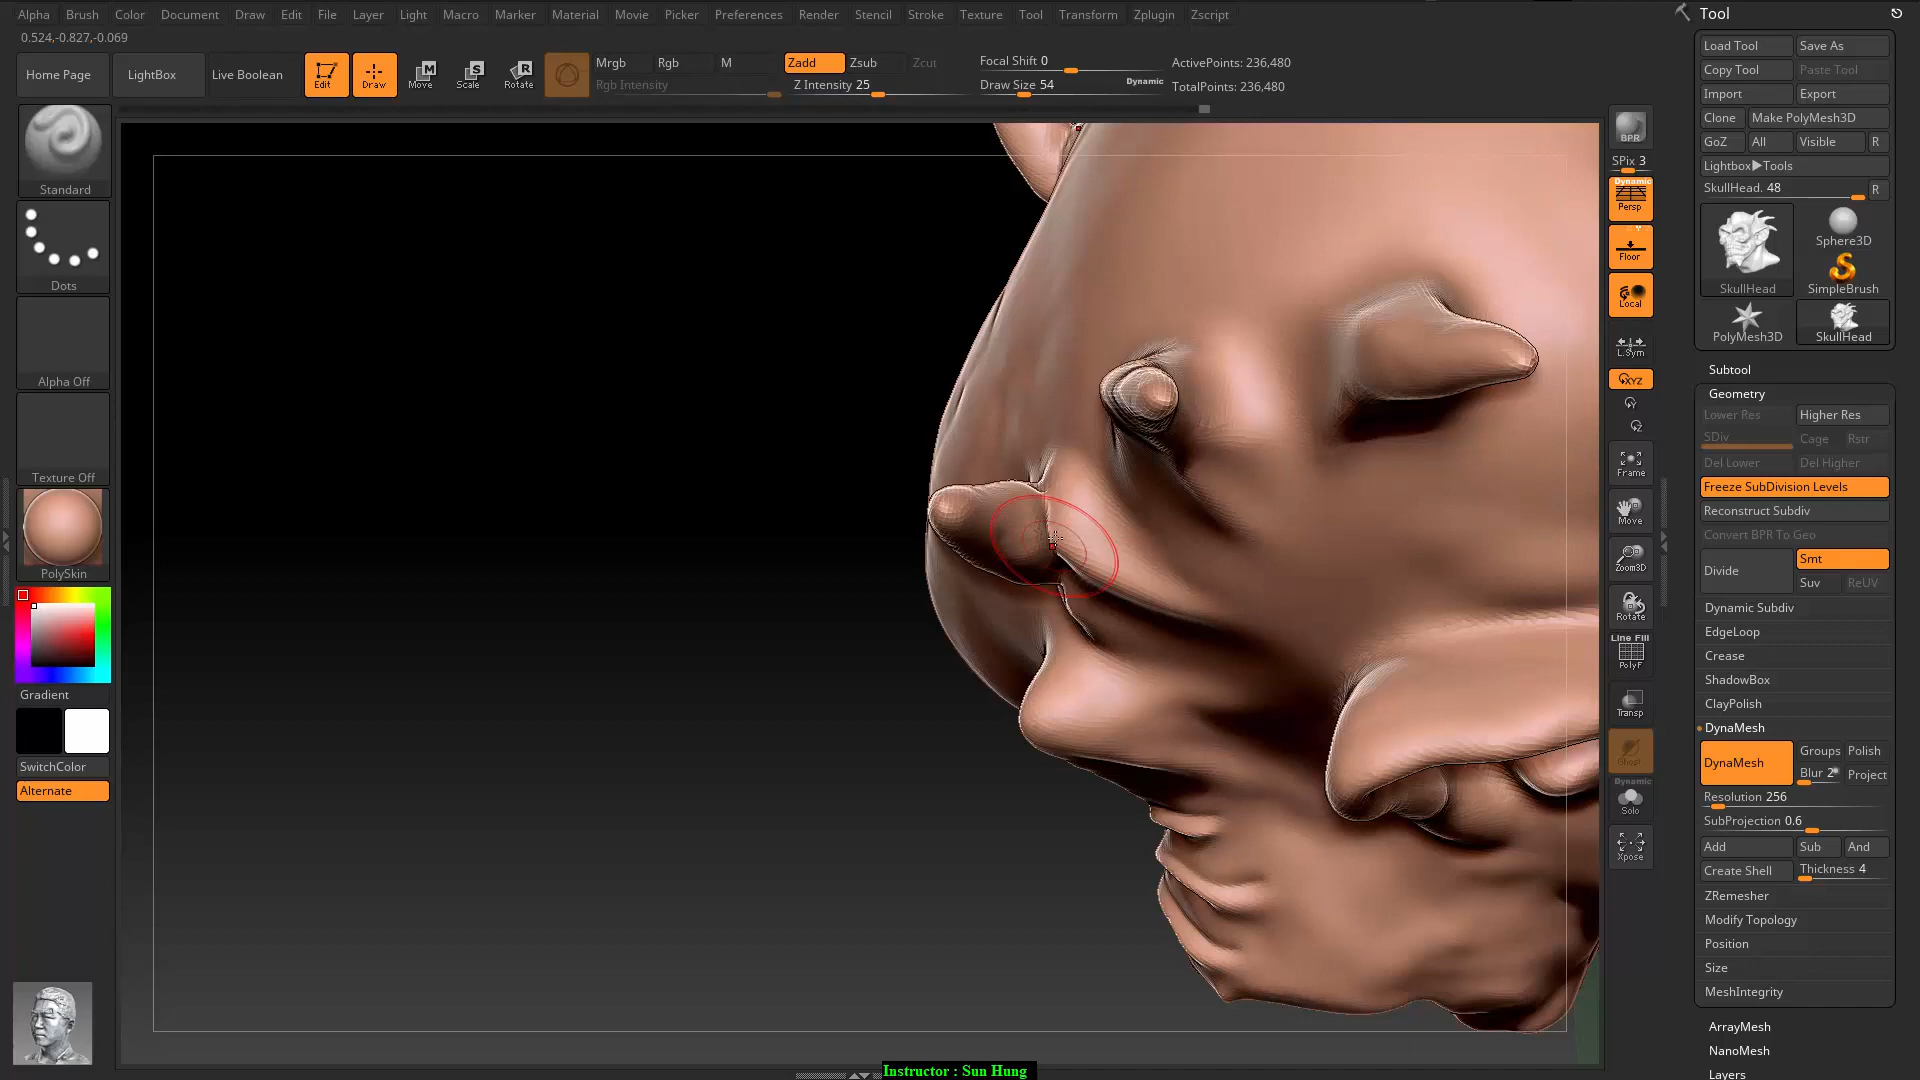 Alpha Brush Color Document Draw Edit File Layer Light Macro Marker Material Movie Picker Preferences Render Stencil Stroke Texture Tool Transform Zplugin Zscript
0.524,-0.827,-0.069
Home Page LightBox Live Boolean Edit Draw Move Scale Rotate
Mrgb Rgb M
Rgb Intensity
Zadd Zsub Zcut
Z Intensity 25
Focal Shift 0
Draw Size 54 Dynamic
ActivePoints: 236,480
TotalPoints: 236,480
Standard
Dots
Alpha Off
Texture Off
PolySkin
Gradient
SwitchColor
Alternate
BPR
SPix 3
Dynamic
Persp
Floor
Local
L.Sym
XYZ
Y
Z
Frame
Move
Zoom3D
Rotate
Line Fill
PolyF
Transp
Ghost
Dynamic
Solo
Xpose
Tool
Load Tool Save As
Copy Tool Paste Tool
Import Export
Clone Make PolyMesh3D
GoZ All Visible R
Lightbox▶Tools
SkullHead. 48 R
SkullHead Sphere3D
SimpleBrush
PolyMesh3D SkullHead
Subtool
Geometry
Lower Res Higher Res
SDiv Cage Rstr
Del Lower Del Higher
Freeze SubDivision Levels
Reconstruct Subdiv
Convert BPR To Geo
Divide Smt
Suv ReUV
Dynamic Subdiv
EdgeLoop
Crease
ShadowBox
ClayPolish
DynaMesh
DynaMesh Groups Polish
Blur 2 Project
Resolution 256
SubProjection 0.6
Add Sub And
Create Shell Thickness 4
ZRemesher
Modify Topology
Position
Size
MeshIntegrity
ArrayMesh
NanoMesh
Layers
Instructor : Sun Hung